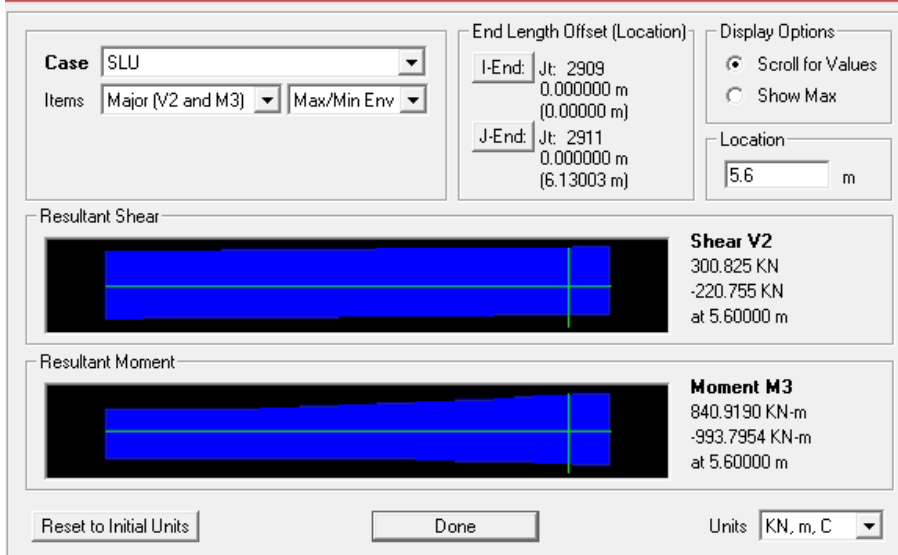 Case SLU
Items Major (V2 and M3) Max/Min Env
End Length Offset (Location)
I-End: Jt: 2909
0.000000 m
(0.00000 m)
J-End: Jt: 2911
0.000000 m
(6.13003 m)
Display Options
Scroll for Values
Show Max
Location
5.6 m
Resultant Shear
Shear V2
300.825 KN
-220.755 KN
at 5.60000 m
Resultant Moment
Moment M3
840.9190 KN-m
-993.7954 KN-m
at 5.60000 m
Reset to Initial Units
Done
Units KN, m, C